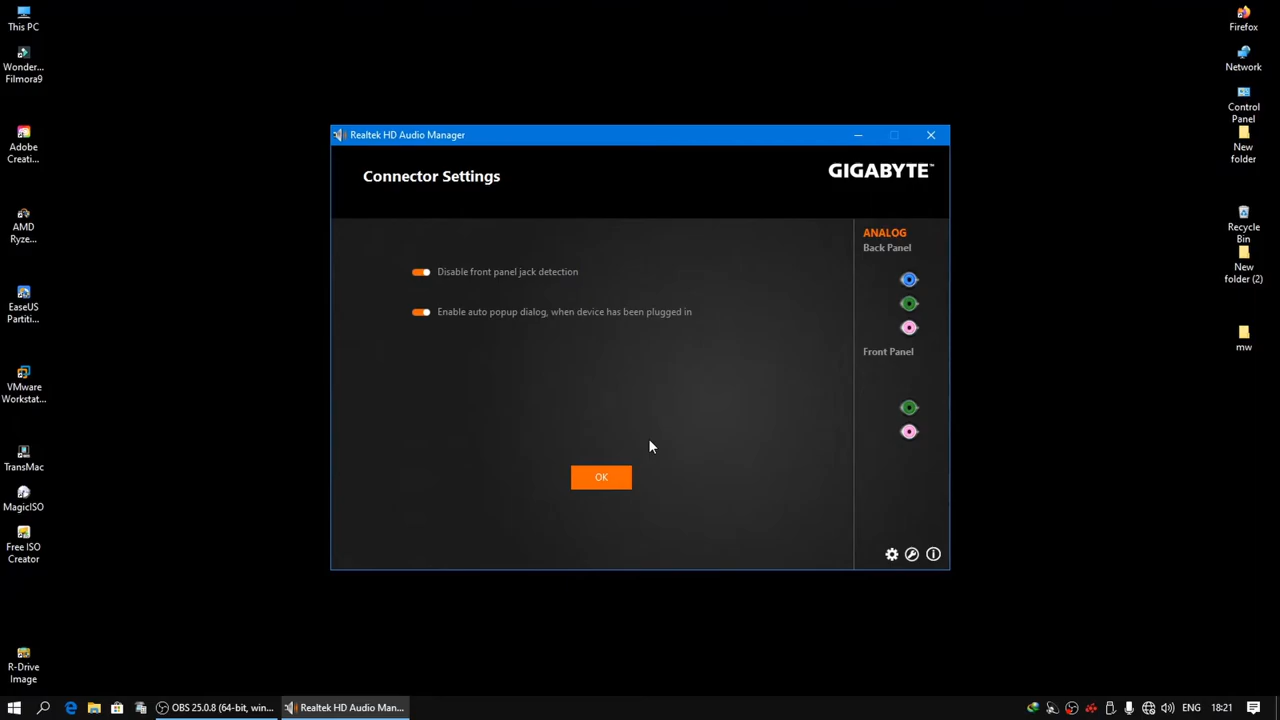 This PC
Wonder...
Filmora9
Adobe
Creati...
AMD
Ryze...
EaseUS
Partiti...
VMware
Workstat...
TransMac
MagicISO
Free ISO
Creator
R-Drive
Image
Realtek HD Audio Manager
Connector Settings
GIGABYTE™
Disable front panel jack detection
Enable auto popup dialog, when device has been plugged in
OK
ANALOG
Back Panel
Front Panel
Firefox
Network
Control
Panel
New
folder
Recycle
Bin
New
folder (2)
mw
OBS 25.0.8 (64-bit, win...
Realtek HD Audio Man...
ENG
18:21